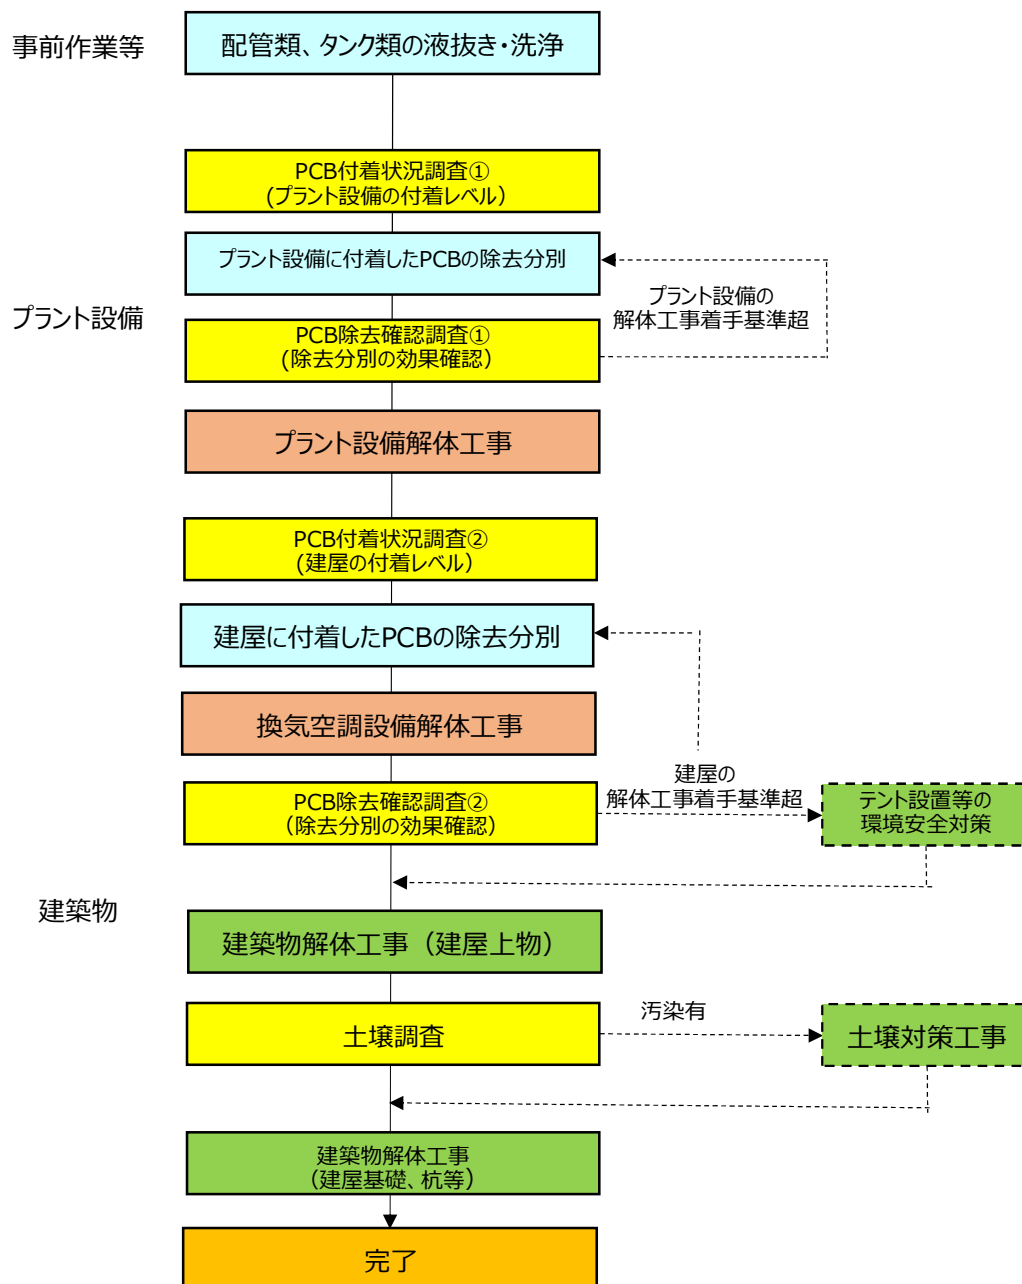 事前作業等
配管類、タンク類の液抜き・洗浄
PCB付着状況調査①
(プラント設備の付着レベル）
プラント設備に付着したPCBの除去分別
プラント設備の
解体工事着手基準超
プラント設備
PCB除去確認調査①
(除去分別の効果確認）
プラント設備解体工事
PCB付着状況調査②
(建屋の付着レベル）
建屋に付着したPCBの除去分別
換気空調設備解体工事
建屋の
解体工事着手基準超
PCB除去確認調査②
（除去分別の効果確認）
テント設置等の
環境安全対策
建築物
建築物解体工事（建屋上物）
土壌調査
汚染有
土壌対策工事
建築物解体工事
（建屋基礎、杭等）
完了